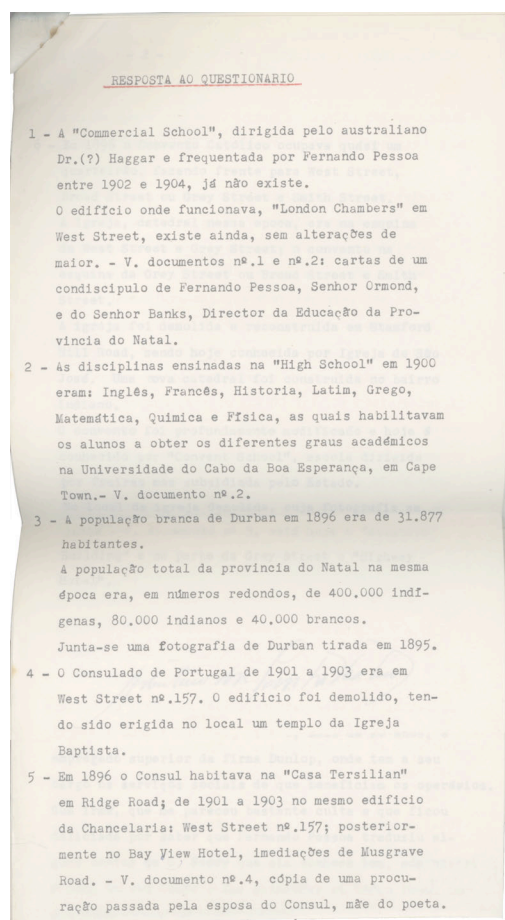 RESPOSTA AO QUESTIONARIO
1 - A "Commercial School", dirigida pelo australiano
Dr.(?) Haggar e frequentada por Fernando Pessoa
entre 1902 e 1904, já não existe.
O edifício onde funcionava, "London Chambers" em
West Street, existe ainda, sem alterações de
maior. - V. documentos nº.1 e nº.2: cartas de um
condiscipulo de Fernando Pessoa, Senhor Ormond,
e do Senhor Banks, Director da Educação da Pro-
vincia do Natal.
2 - As disciplinas ensinadas na "High School" em 1900
eram: Inglês, Francês, Historia, Latim, Grego,
Matemática, Quimica e Física, as quais habilitavam
os alunos a obter os diferentes graus académicos
na Universidade do Cabo da Boa Esperança, em Cape
Town.- V. documento nº.2.
3 - A população branca de Durban em 1896 era de 31.877
habitantes.
A população total da provincia do Natal na mesma
época era, em números redondos, de 400.000 indí-
genas, 80.000 indianos e 40.000 brancos.
Junta-se uma fotografia de Durban tirada em 1895.
4 - O Consulado de Portugal de 1901 a 1903 era em
West Street nº.157. O edificio foi demolido, ten-
do sido erigida no local um templo da Igreja
Baptista.
5 - Em 1896 o Consul habitava na "Casa Tersilian"
em Ridge Road; de 1901 a 1903 no mesmo edificio
da Chancelaria: West Street nº.157; posterior-
mente no Bay View Hotel, imediações de Musgrave
Road. - V. documento nº.4, cópia de uma procu-
ração passada pela esposa do Consul, mãe do poeta.